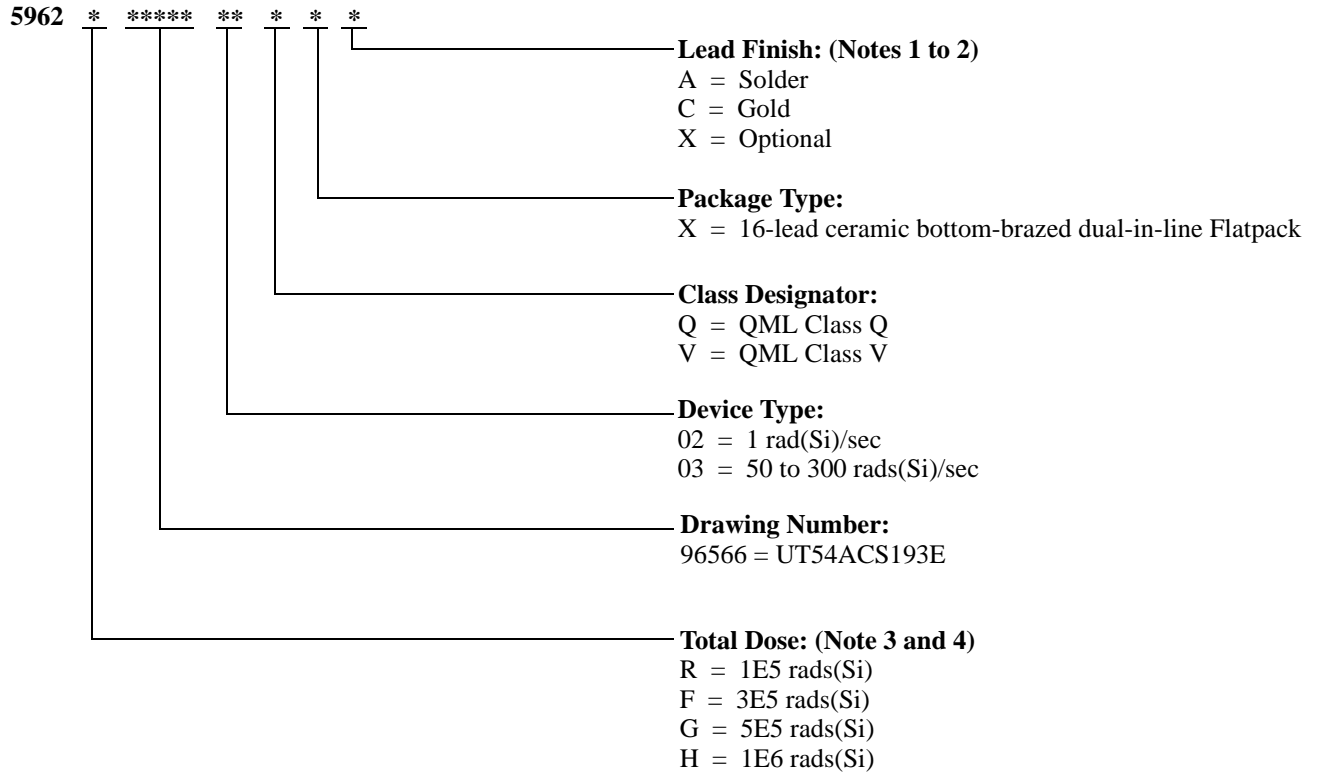 5962 * ***** ** * * *
Lead Finish: (Notes 1 to 2)
A = Solder
C = Gold
X = Optional
Package Type:
X = 16-lead ceramic bottom-brazed dual-in-line Flatpack
Class Designator:
Q = QML Class Q
V = QML Class V
Device Type:
02 = 1 rad(Si)/sec
03 = 50 to 300 rads(Si)/sec
Drawing Number:
96566 = UT54ACS193E
Total Dose: (Note 3 and 4)
R = 1E5 rads(Si)
F = 3E5 rads(Si)
G = 5E5 rads(Si)
H = 1E6 rads(Si)